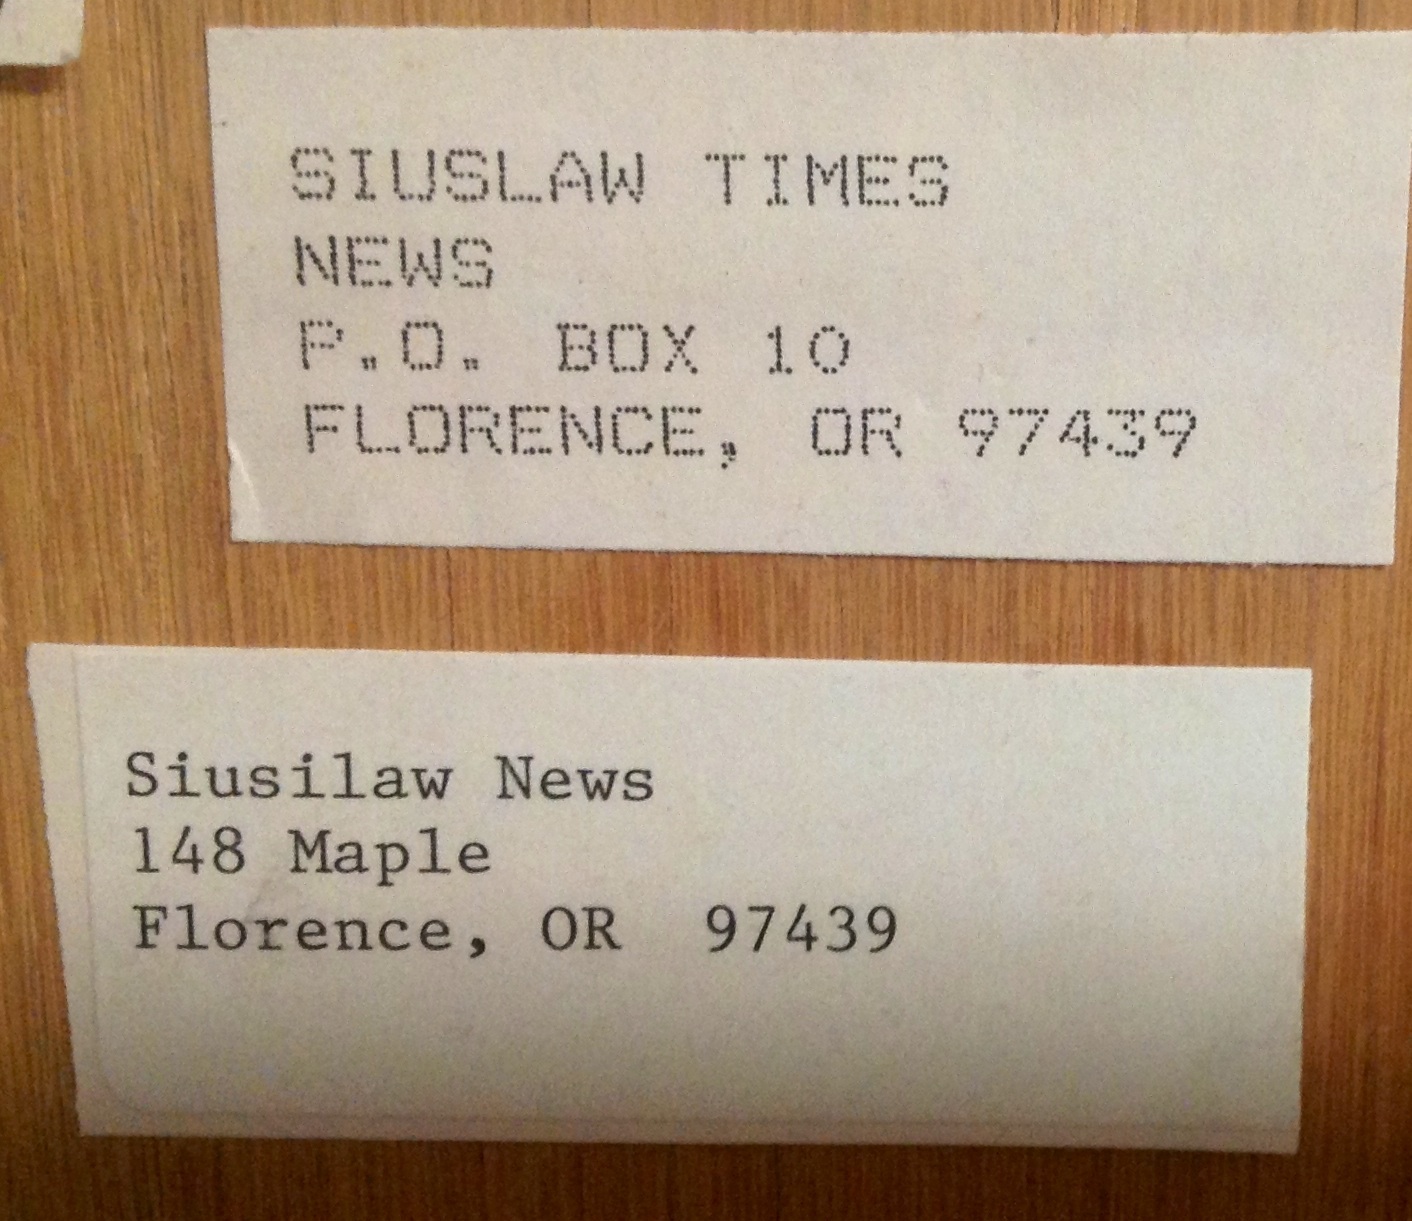 SIUSLAW TIMES
NEWS
P.O. BOX 10
FLORENCE, OR 97439
Siusilaw News
148 Maple
Florence, OR  97439